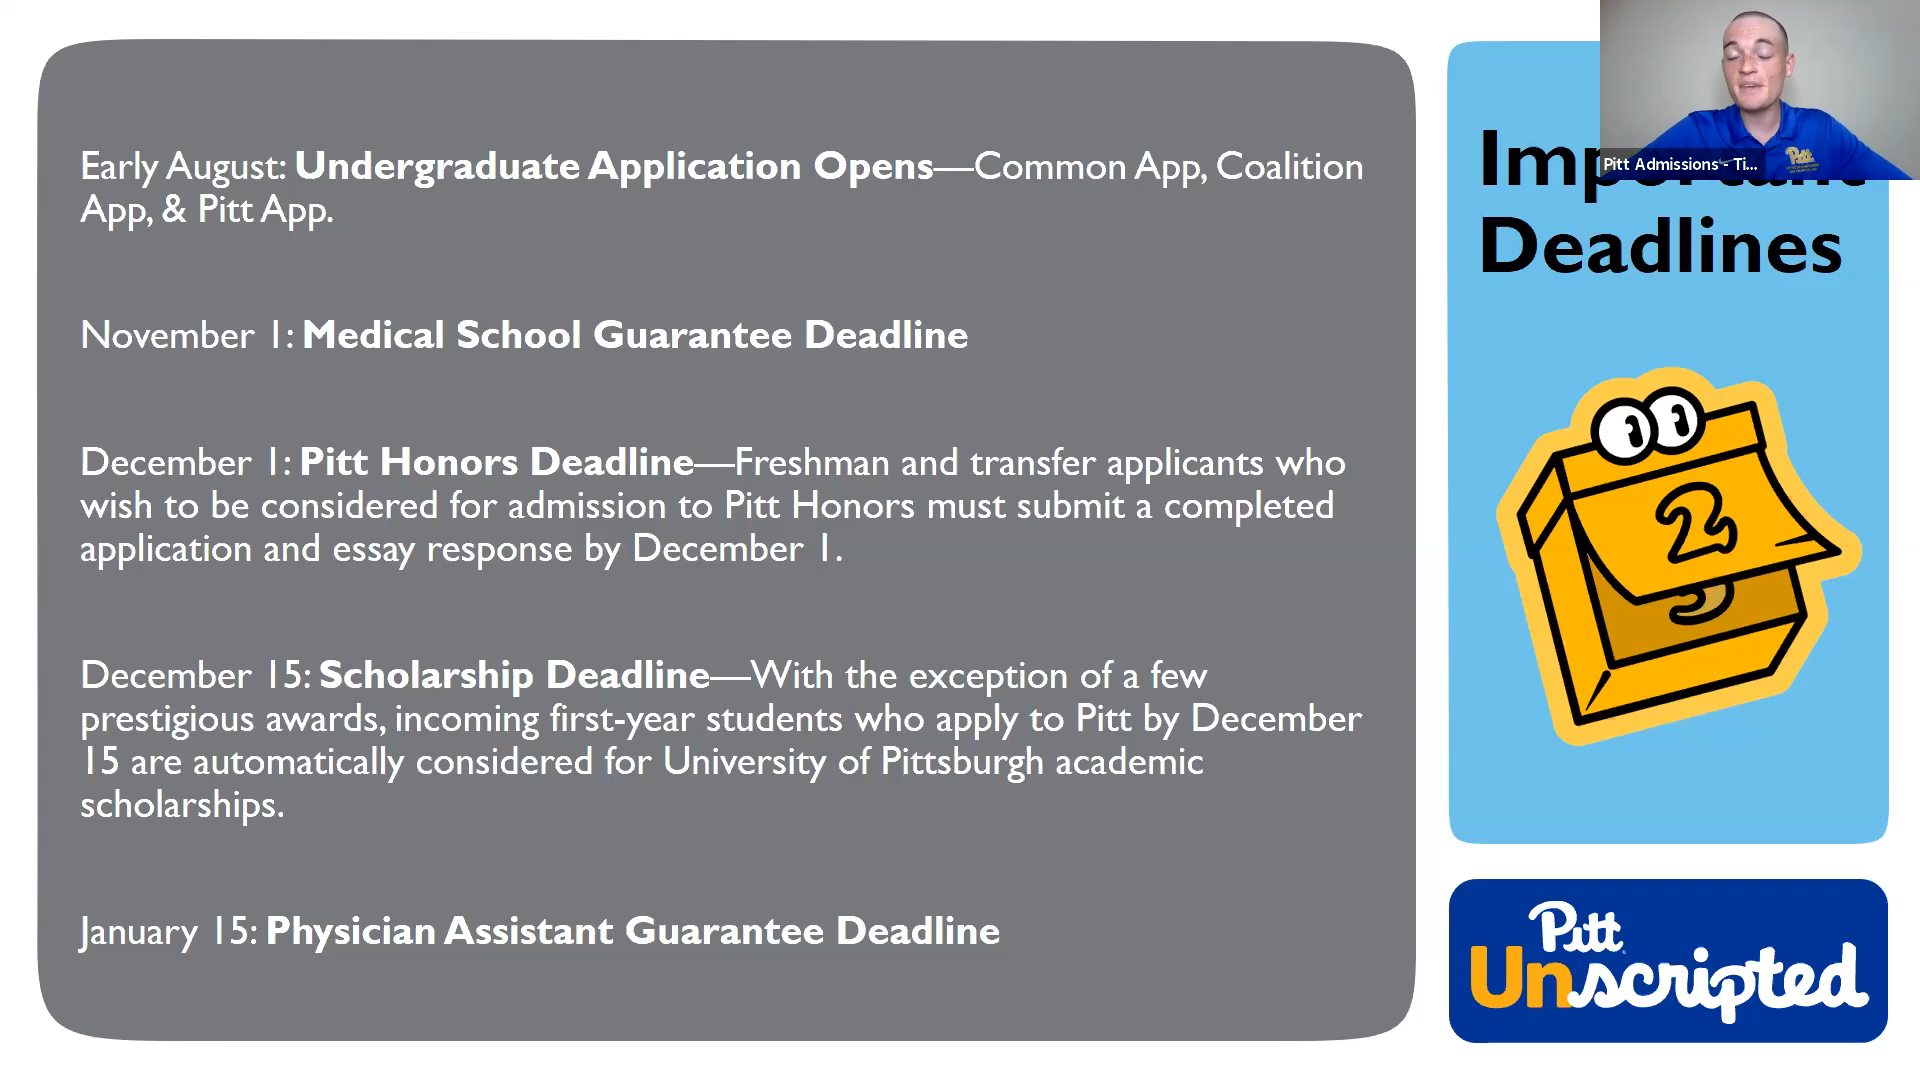 Early August: Undergraduate Application Opens—Common App, Coalition
App, & Pitt App.
November 1: Medical School Guarantee Deadline
December 1: Pitt Honors Deadline—Freshman and transfer applicants who
wish to be considered for admission to Pitt Honors must submit a completed
application and essay response by December 1.
December 15: Scholarship Deadline—With the exception of a few
prestigious awards, incoming first-year students who apply to Pitt by December
15 are automatically considered for University of Pittsburgh academic
scholarships.
January 15: Physician Assistant Guarantee Deadline
Important
Deadlines
Pitt
Pitt Admissions - Ti...
2
3
Pitt
Unscripted